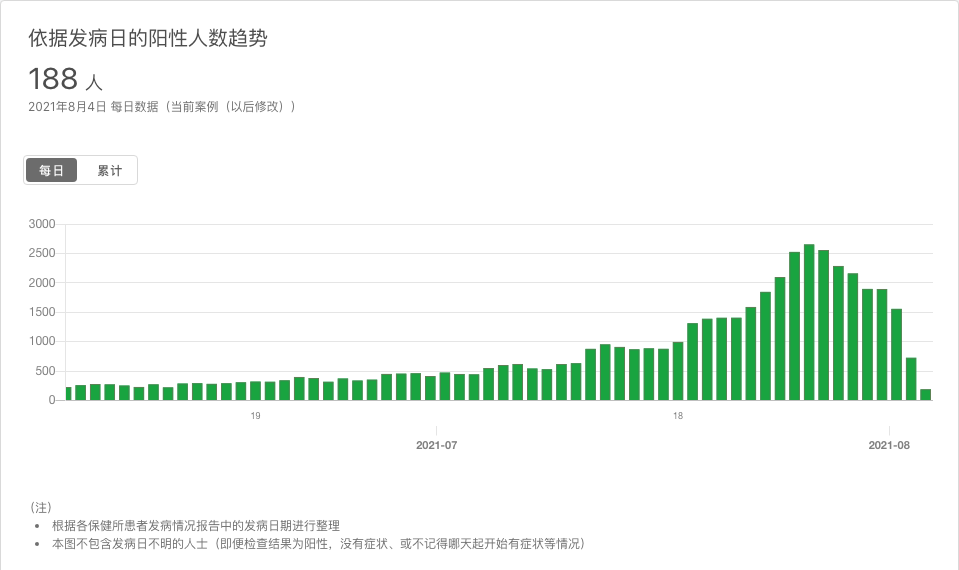 依据发病日的阳性人数趋势
188 人
2021年8月4日 每日数据（当前案例（以后修改））
每日 累计
3000
2500
2000
1500
1000
500
0
19 18
2021-07 2021-08
（注）
• 根据各保健所患者发病情况报告中的发病日期进行整理
• 本图不包含发病日不明的人士（即便检查结果为阳性，没有症状、或不记得哪天起开始有症状等情况）